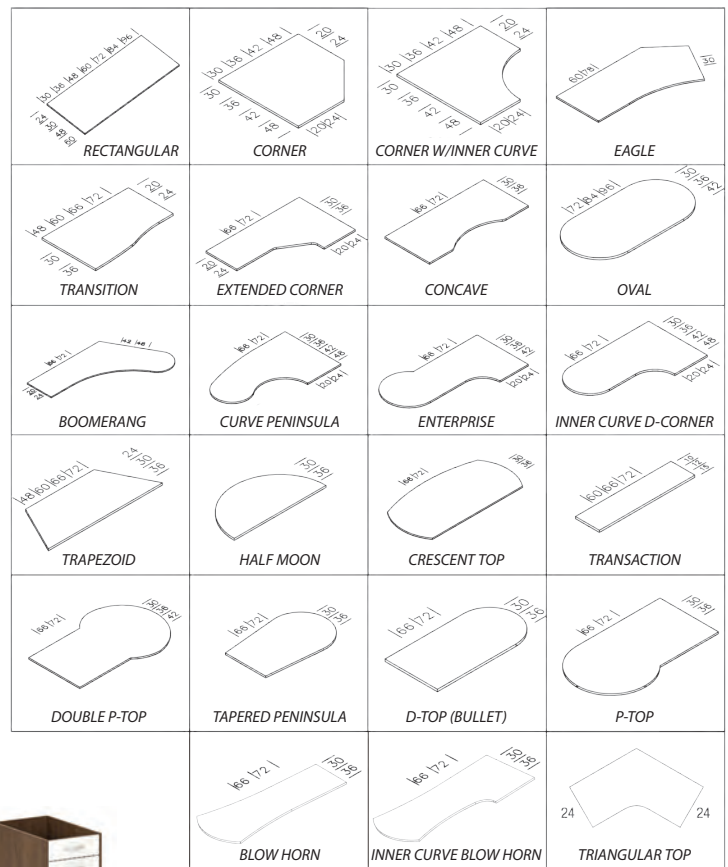 |30 |36 |48 |60 |72 |84 |96|
24 30 48 60
RECTANGULAR
|30 |36 |42 |48|
20 24
30 36 42 48
|20|24|
CORNER
|30 |36 |42 |48|
20 24
30 36 42 48
|20|24|
CORNER W/INNER CURVE
60|78|
30
EAGLE
|48 |60 |66 |72|
20 24
30 36
TRANSITION
|66 |72|
30 36
20 24
|20|24|
EXTENDED CORNER
|66 |72|
30 36
CONCAVE
|72|84|96|
30 36 42
OVAL
|66 |72|
|42 |48|
BOOMERANG
|66 |72|
30 36 42 48
|20|24|
CURVE PENINSULA
|66 |72|
30 36 42
|20|24|
ENTERPRISE
|66 |72|
30 36 42 48
|20|24|
INNER CURVE D-CORNER
|48|60|66|72|
24 30 36
TRAPEZOID
30 36
HALF MOON
|66|72|
30 36
CRESCENT TOP
|60|66|72|
TRANSACTION
|66|72|
30 36 42
DOUBLE P-TOP
|66|72|
30 36
TAPERED PENINSULA
|66|72|
30 36
D-TOP (BULLET)
|66|72|
30 36
P-TOP
|66 |72|
30 36
BLOW HORN
|66 |72|
30 36
INNER CURVE BLOW HORN
24 24
TRIANGULAR TOP